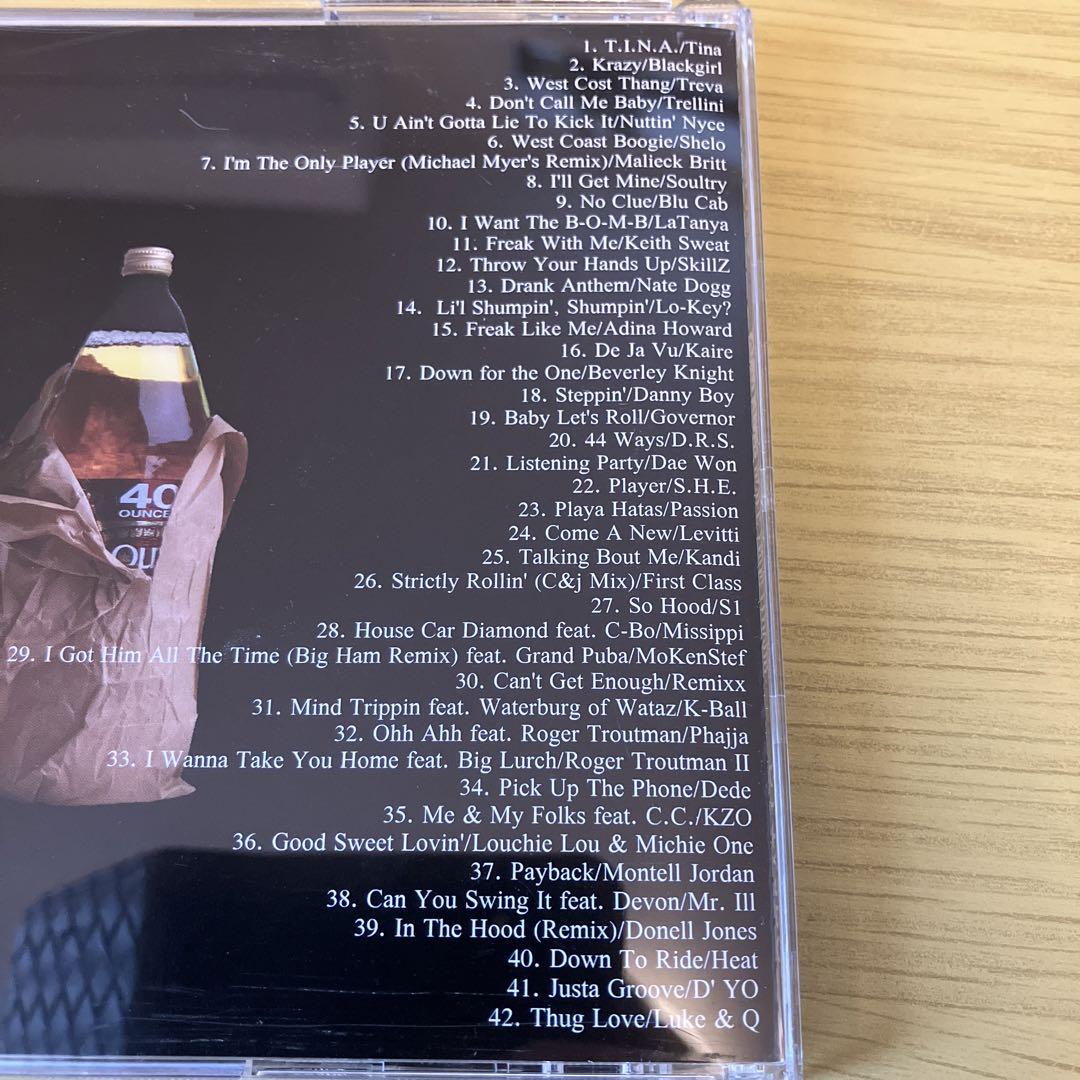 1. T.I.N.A./Tina
2. Krazy/Blackgirl
3. West Cost Thang/Treva
4. Don't Call Me Baby/Trellini
5. U Ain't Gotta Lie To Kick It/Nuttin' Nyce
6. West Coast Boogie/Shelo
7. I'm The Only Player (Michael Myer's Remix)/Malieck Britt
8. I'll Get Mine/Soultry
9. No Clue/Blu Cab
10. I Want The B-O-M-B/LaTanya
11. Freak With Me/Keith Sweat
12. Throw Your Hands Up/SkillZ
13. Drank Anthem/Nate Dogg
14. Li'l Shumpin', Shumpin'/Lo-Key?
15. Freak Like Me/Adina Howard
16. De Ja Vu/Kaire
17. Down for the One/Beverley Knight
18. Steppin'/Danny Boy
19. Baby Let's Roll/Governor
20. 44 Ways/D.R.S.
21. Listening Party/Dae Won
22. Player/S.H.E.
23. Playa Hatas/Passion
24. Come A New/Levitti
25. Talking Bout Me/Kandi
26. Strictly Rollin' (C&j Mix)/First Class
27. So Hood/S1
28. House Car Diamond feat. C-Bo/Missippi
29. I Got Him All The Time (Big Ham Remix) feat. Grand Puba/MoKenStef
30. Can't Get Enough/Remixx
31. Mind Trippin feat. Waterburg of Wataz/K-Ball
32. Ohh Ahh feat. Roger Troutman/Phajja
33. I Wanna Take You Home feat. Big Lurch/Roger Troutman II
34. Pick Up The Phone/Dede
35. Me & My Folks feat. C.C./KZO
36. Good Sweet Lovin'/Louchie Lou & Michie One
37. Payback/Montell Jordan
38. Can You Swing It feat. Devon/Mr. Ill
39. In The Hood (Remix)/Donell Jones
40. Down To Ride/Heat
41. Justa Groove/D' YO
42. Thug Love/Luke & Q
40
OUNCE